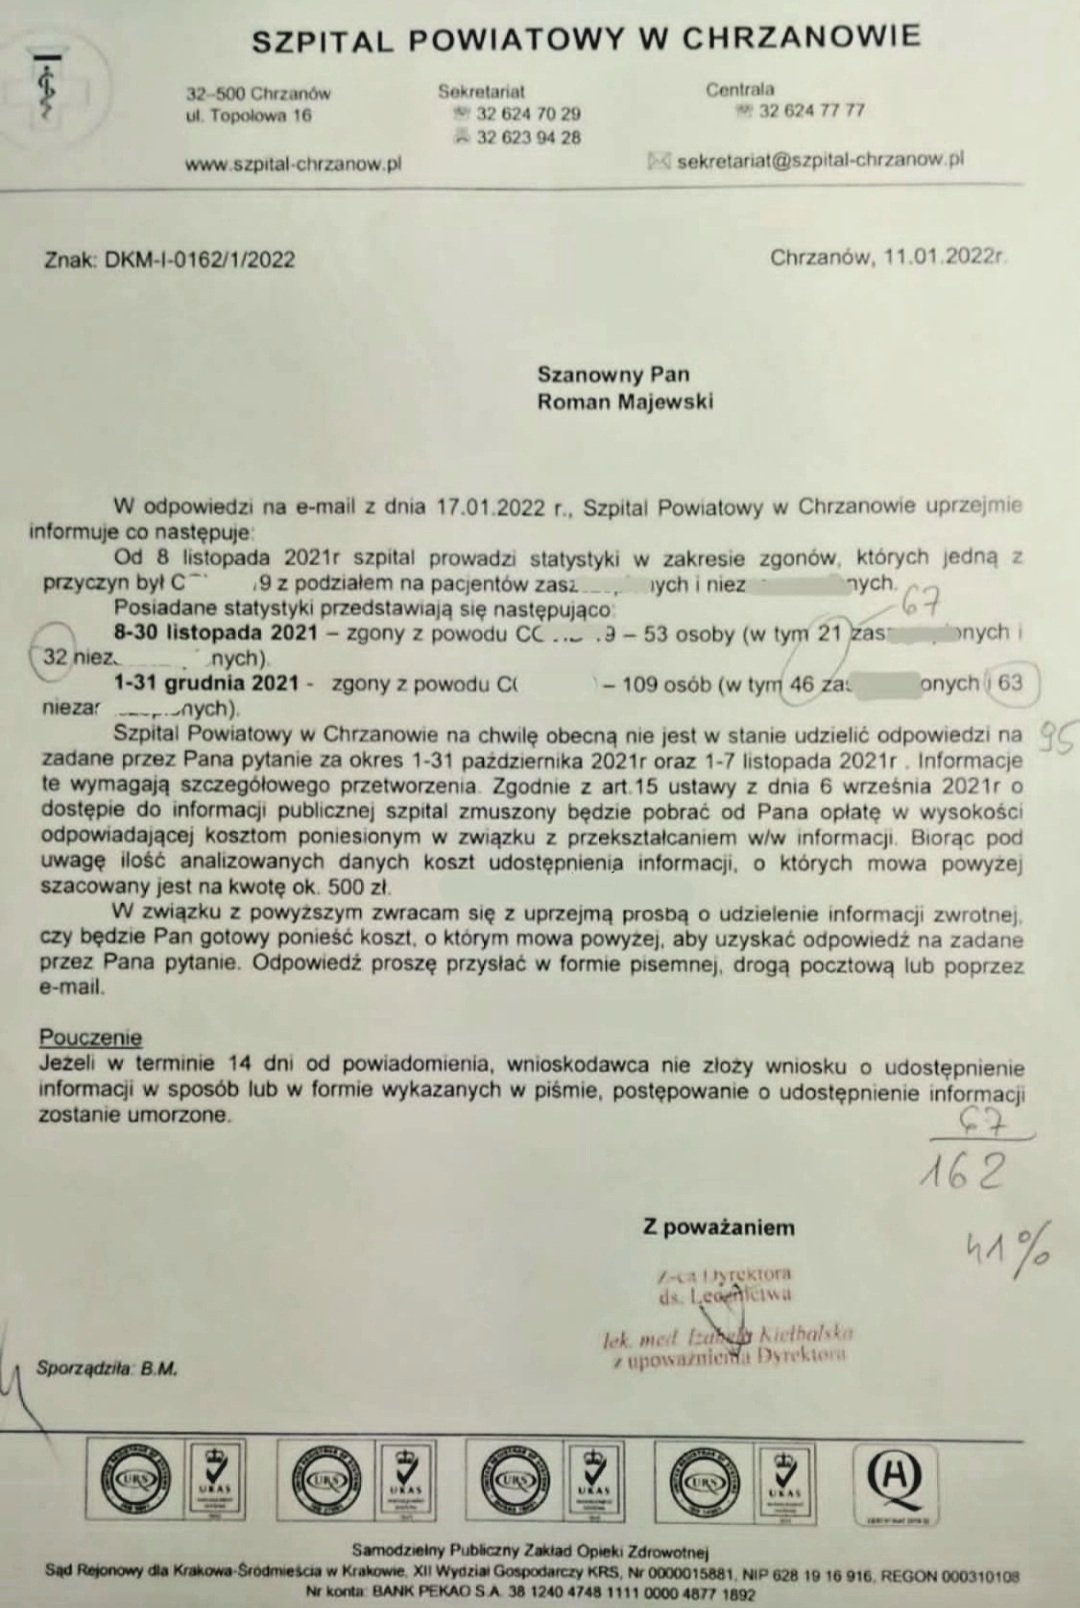 SZPITAL POWIATOWY W CHRZANOWIE
32-500 Chrzanów
ul. Topolowa 16
www.szpital-chrzanow.pl
Sekretariat
32 624 70 29
32 623 94 28
Centrala
32 624 77 77
sekretariat@szpital-chrzanow.pl
Znak: DKM-I-0162/1/2022
Chrzanów, 11.01.2022r.
Szanowny Pan
Roman Majewski
W odpowiedzi na e-mail z dnia 17.01.2022 r., Szpital Powiatowy w Chrzanowie uprzejmie
informuje co następuje:
Od 8 listopada 2021r szpital prowadzi statystyki w zakresie zgonów, których jedną z
przyczyn był C 9 z podziałem na pacjentów zasz ych i niez nych.
Posiadane statystyki przedstawiają się następująco:
67
8-30 listopada 2021 – zgony z powodu CO 9 – 53 osoby (w tym 21 zas onych i
32 niez nych).
1-31 grudnia 2021 - zgony z powodu C – 109 osób (w tym 46 za onych i 63
nieza nych).
Szpital Powiatowy w Chrzanowie na chwilę obecną nie jest w stanie udzielić odpowiedzi na
95
zadane przez Pana pytanie za okres 1-31 października 2021r oraz 1-7 listopada 2021r . Informacje
te wymagają szczegółowego przetworzenia. Zgodnie z art.15 ustawy z dnia 6 września 2021r o
dostępie do informacji publicznej szpital zmuszony będzie pobrać od Pana opłatę w wysokości
odpowiadającej kosztom poniesionym w związku z przekształcaniem w/w informacji. Biorąc pod
uwagę ilość analizowanych danych koszt udostępnienia informacji, o których mowa powyżej
szacowany jest na kwotę ok. 500 zł.
W związku z powyższym zwracam się z uprzejmą prosbą o udzielenie informacji zwrotnej,
czy będzie Pan gotowy ponieść koszt, o którym mowa powyżej, aby uzyskać odpowiedź na zadane
przez Pana pytanie. Odpowiedź proszę przysłać w formie pisemnej, drogą pocztową lub poprzez
e-mail.
Pouczenie
Jeżeli w terminie 14 dni od powiadomienia, wnioskodawca nie złoży wniosku o udostępnienie
informacji w sposób lub w formie wykazanych w piśmie, postępowanie o udostępnienie informacji
zostanie umorzone.
67
162
41%
Z poważaniem
Z-ca Dyrektora
ds. Lecznictwa
lek. med. Izabela Kiełbalska
z upoważnienia Dyrektora
Sporządziła: B.M.
URS UKAS URS UKAS URS UKAS URS UKAS
Samodzielny Publiczny Zakład Opieki Zdrowotnej
Sąd Rejonowy dla Krakowa-Śródmieścia w Krakowie, XII Wydział Gospodarczy KRS, Nr 0000015881, NIP 628 19 16 916, REGON 000310108
Nr konta: BANK PEKAO S.A. 38 1240 4748 1111 0000 4877 1892